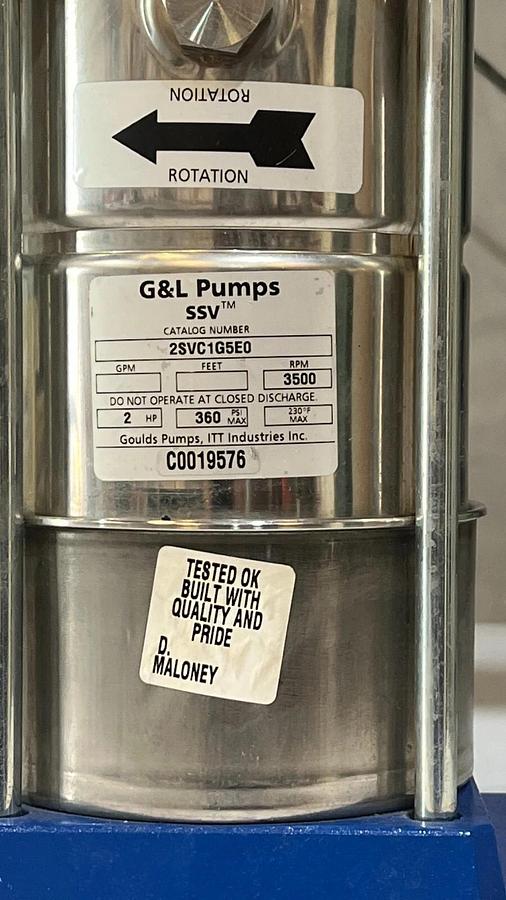 ROTATION
ROTATION
G&L Pumps
SSV™
CATALOG NUMBER
2SVC1G5E0
GPM FEET RPM
3500
DO NOT OPERATE AT CLOSED DISCHARGE.
2 HP 360 PSI MAX 230°F MAX
Goulds Pumps, ITT Industries Inc.
C0019576
TESTED OK
BUILT WITH
QUALITY AND
PRIDE
D.
MALONEY